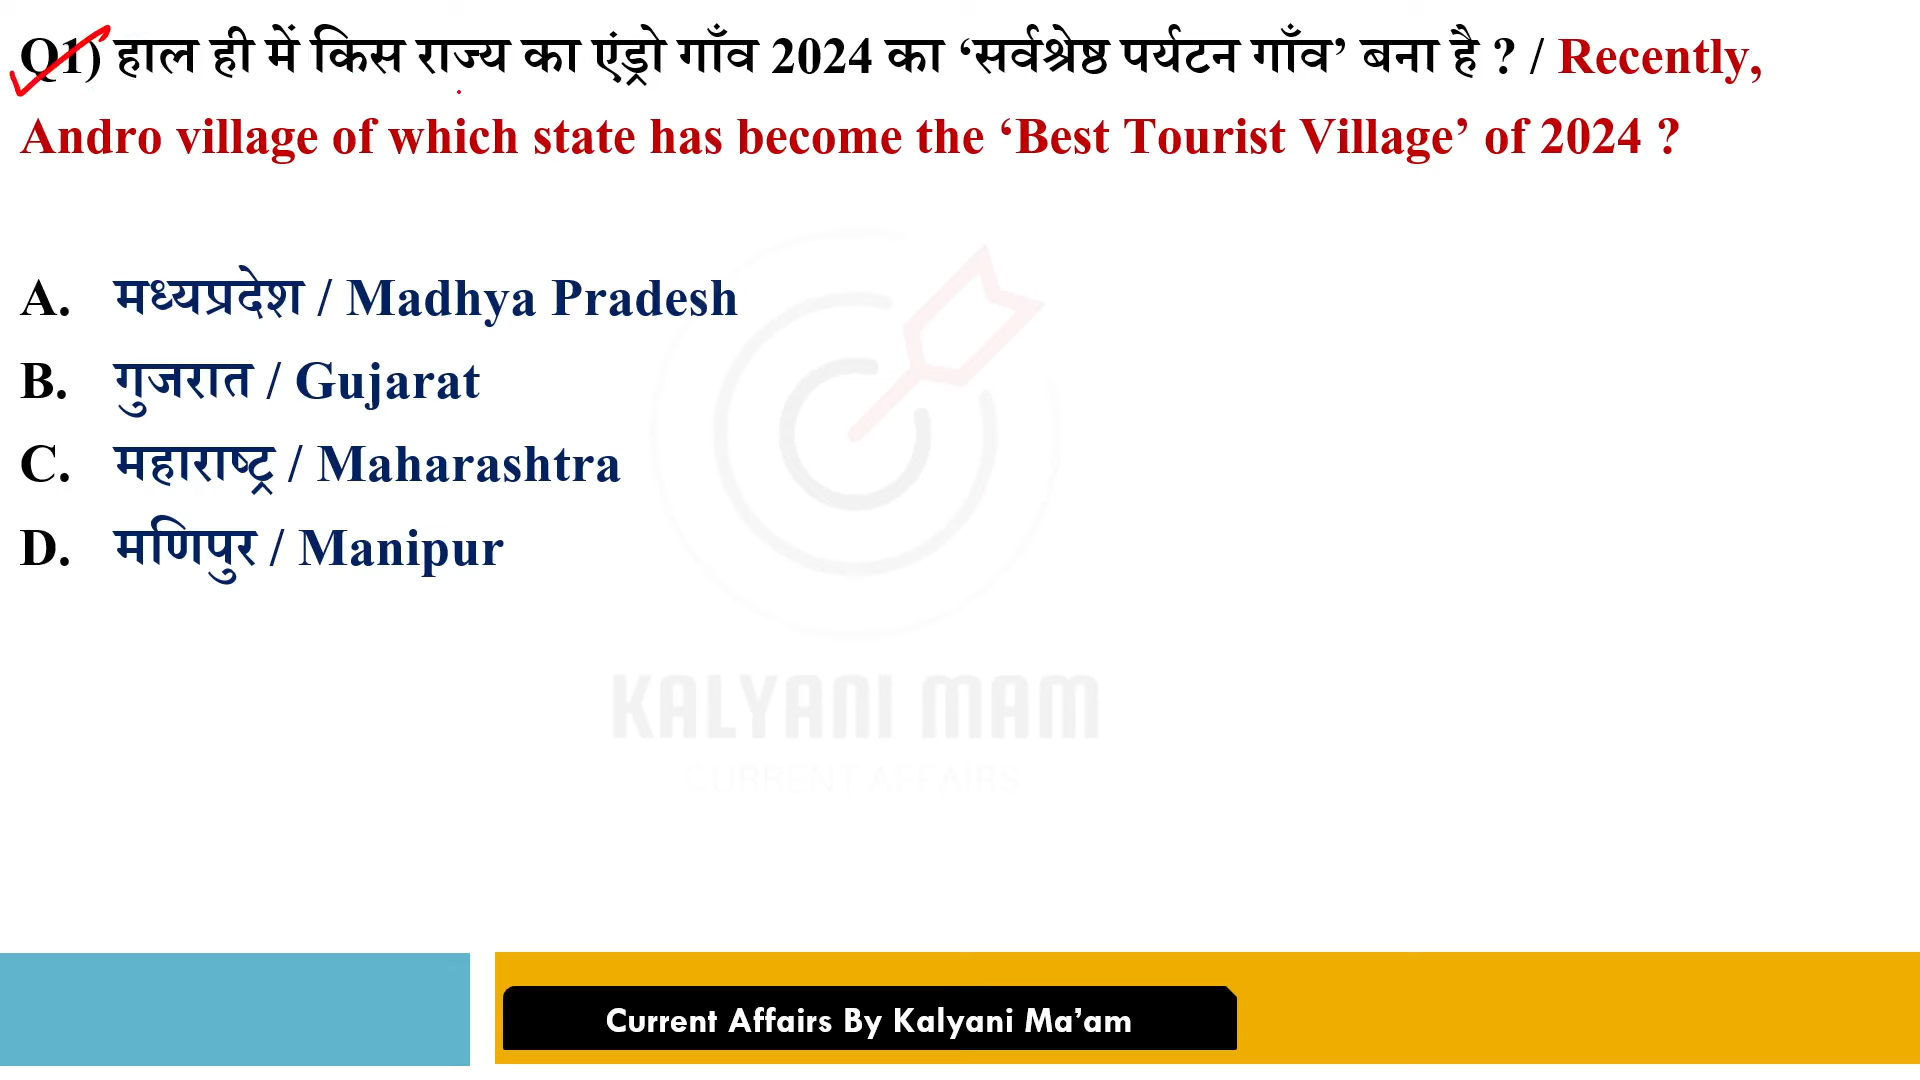 Q1) हाल ही में किस राज्य का एंड्रो गाँव 2024 का ‘सर्वश्रेष्ठ पर्यटन गाँव’ बना है ? / Recently,
Andro village of which state has become the ‘Best Tourist Village’ of 2024 ?
A. मध्यप्रदेश / Madhya Pradesh
B. गुजरात / Gujarat
C. महाराष्ट्र / Maharashtra
D. मणिपुर / Manipur
KALYANI MAM
CURRENT AFFAIRS
Current Affairs By Kalyani Ma’am